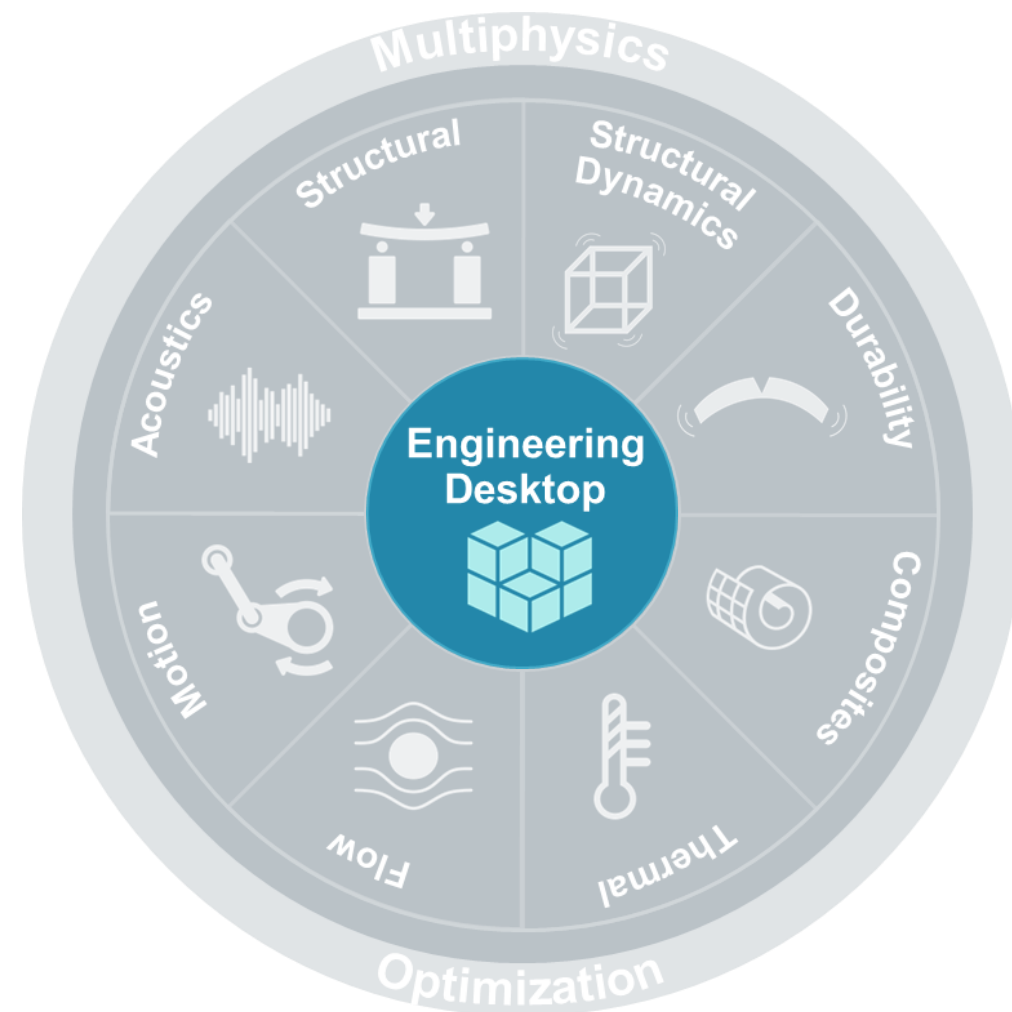 Multiphysics
Structural
Structural
Dynamics
Acoustics
Durability
Engineering
Desktop
Motion
Composites
Flow
Thermal
Optimization